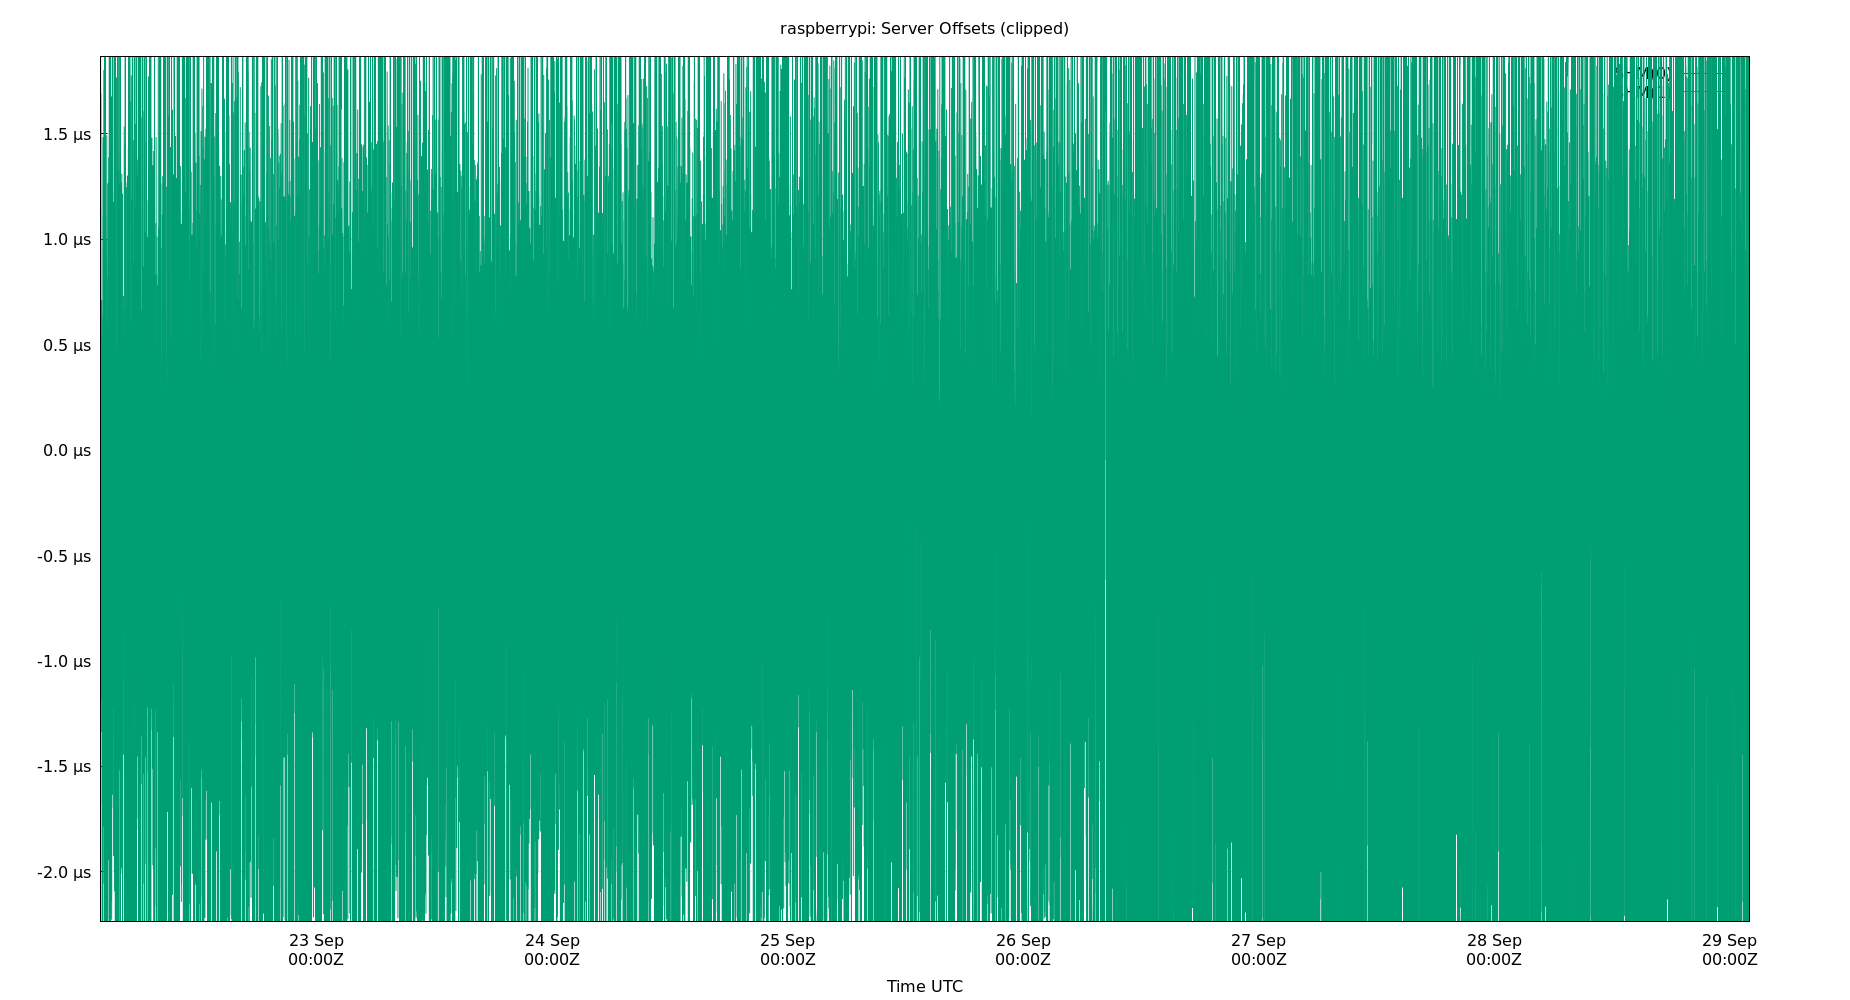 raspberrypi: Server Offsets (clipped)
1.5 µs
1.0 µs
0.5 µs
0.0 µs
-0.5 µs
-1.0 µs
-1.5 µs
-2.0 µs
23 Sep
00:00Z
24 Sep
00:00Z
25 Sep
00:00Z
26 Sep
00:00Z
27 Sep
00:00Z
28 Sep
00:00Z
29 Sep
00:00Z
Time UTC